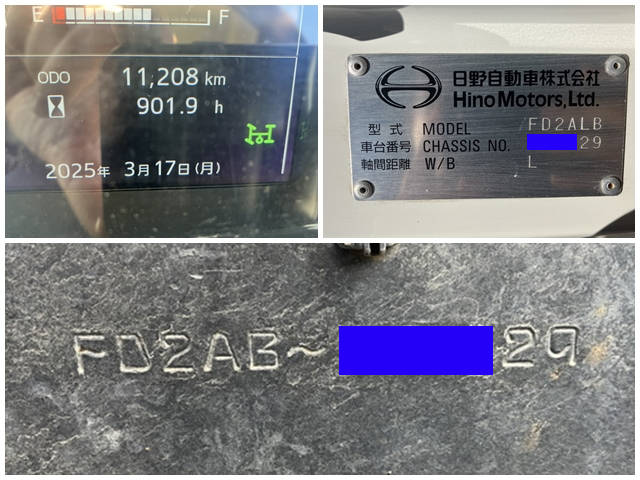 E F
ODO 11,208 km
901.9 h
2025年 3月17日(月)
日野自動車株式会社
Hino Motors, Ltd.
型式 MODEL FD2ALB
車台番号 CHASSIS NO. 29
軸間距離 W/B L
FD2AB~ 29